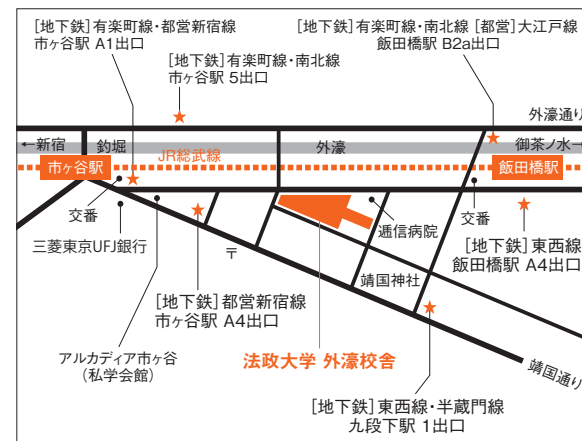 [地下鉄]有楽町線・都営新宿線
市ヶ谷駅 A1出口
[地下鉄]有楽町線・南北線
市ヶ谷駅 5出口
[地下鉄]有楽町線・南北線 [都営]大江戸線
飯田橋駅 B2a出口
外濠通り
←新宿
釣堀
外濠
御茶ノ水→
JR総武線
市ヶ谷駅
飯田橋駅
交番
三菱東京UFJ銀行
〒
逓信病院
交番
[地下鉄]東西線
飯田橋駅 A4出口
靖国神社
[地下鉄]都営新宿線
市ヶ谷駅 A4出口
アルカディア市ヶ谷
(私学会館)
法政大学 外濠校舎
靖国通り
[地下鉄]東西線・半蔵門線
九段下駅 1出口